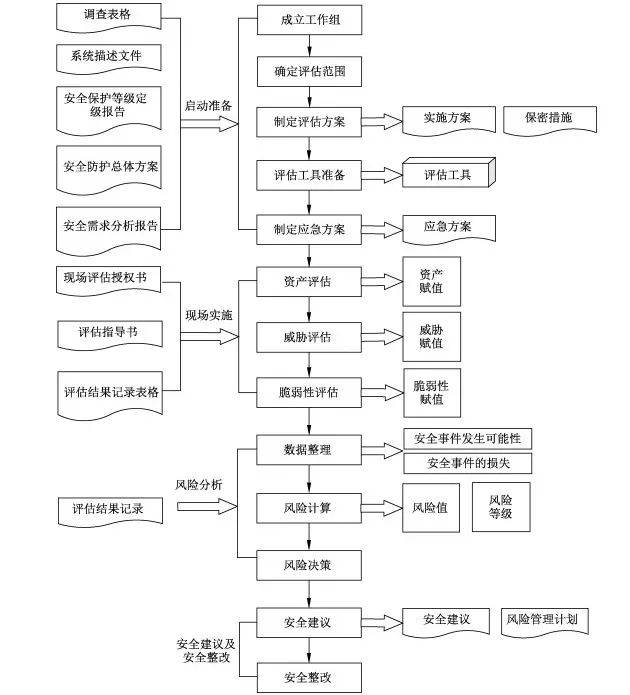 调查表格
系统描述文件
安全保护等级定
级报告
安全防护总体方案
安全需求分析报告
启动准备
成立工作组
确定评估范围
制定评估方案
实施方案
保密措施
评估工具准备
评估工具
制定应急方案
应急方案
现场评估授权书
评估指导书
评估结果记录表格
现场实施
资产评估
资产
赋值
威胁评估
威胁
赋值
脆弱性评估
脆弱性
赋值
评估结果记录
风险分析
数据整理
安全事件发生可能性
安全事件的损失
风险计算
风险值
风险
等级
风险决策
安全建议及
安全整改
安全建议
安全建议
风险管理计划
安全整改